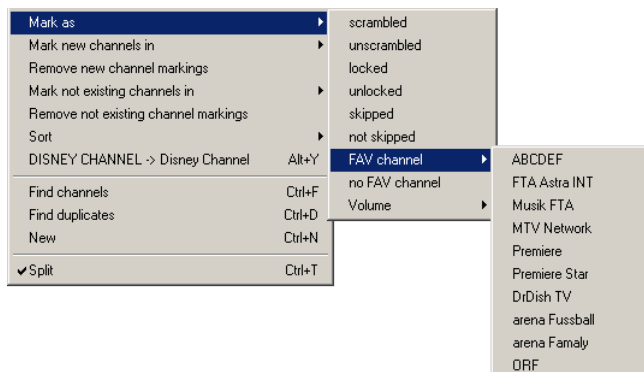 Mark as
Mark new channels in
Remove new channel markings
Mark not existing channels in
Remove not existing channel markings
Sort
DISNEY CHANNEL -> Disney Channel Alt+Y
Find channels Ctrl+F
Find duplicates Ctrl+D
New Ctrl+N
Split Ctrl+T
scrambled
unscrambled
locked
unlocked
skipped
not skipped
FAV channel
no FAV channel
Volume
ABCDEF
FTA Astra INT
Musik FTA
MTV Network
Premiere
Premiere Star
DrDish TV
arena Fussball
arena Famaly
ORF